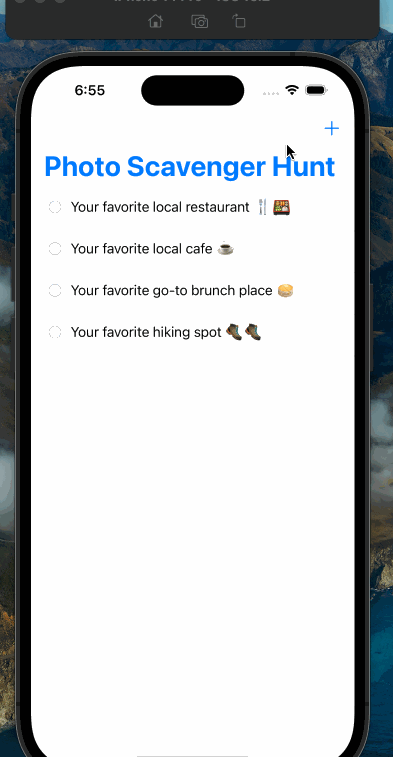 6:55
+
Photo Scavenger Hunt
Your favorite local restaurant 🍴🍱
Your favorite local cafe ☕
Your favorite go-to brunch place 🥞
Your favorite hiking spot 🥾🥾